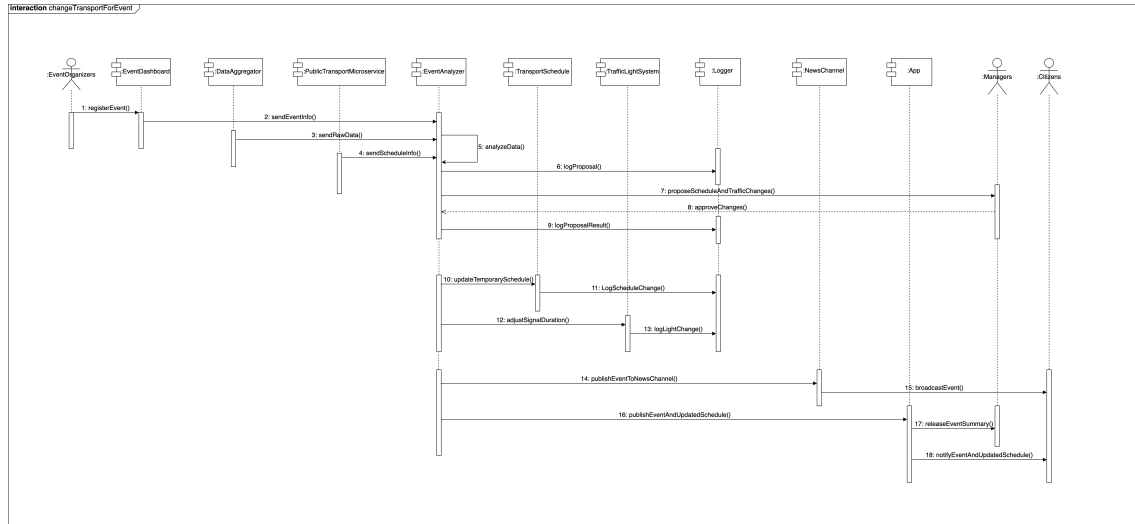 interaction changeTransportForEvent
:EventOrganizers
:EventDashboard
:DataAggregator
:PublicTransportMicroservice
:EventAnalyzer
:TransportSchedule
:TrafficLightSystem
:Logger
:NewsChannel
:App
:Managers
:Citizens
1: registerEvent()
2: sendEventInfo()
3: sendRawData()
4: sendScheduleInfo()
5: analyzeData()
6: logProposal()
7: proposeScheduleAndTrafficChanges()
8: approveChanges()
9: logProposalResult()
10: updateTemporarySchedule()
11: LogScheduleChange()
12: adjustSignalDuration()
13: logLightChange()
14: publishEventToNewsChannel()
15: broadcastEvent()
16: publishEventAndUpdatedSchedule()
17: releaseEventSummary()
18: notifyEventAndUpdatedSchedule()